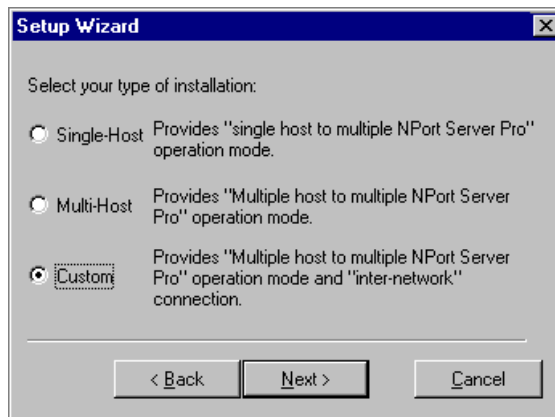 Setup Wizard
Select your type of installation:
Single-Host Provides "single host to multiple NPort Server Pro"
operation mode.
Multi-Host Provides "Multiple host to multiple NPort Server
Pro" operation mode.
Custom Provides "Multiple host to multiple NPort Server
Pro" operation mode and "inter-network"
connection.
< Back Next > Cancel